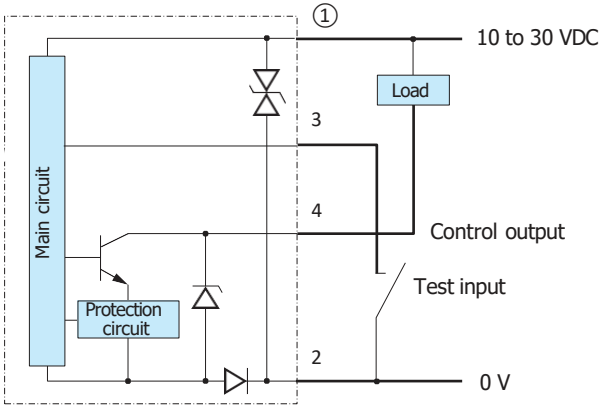 ①
10 to 30 VDC
Load
3
Main circuit
4
Control output
Test input
Protection
circuit
2
0 V